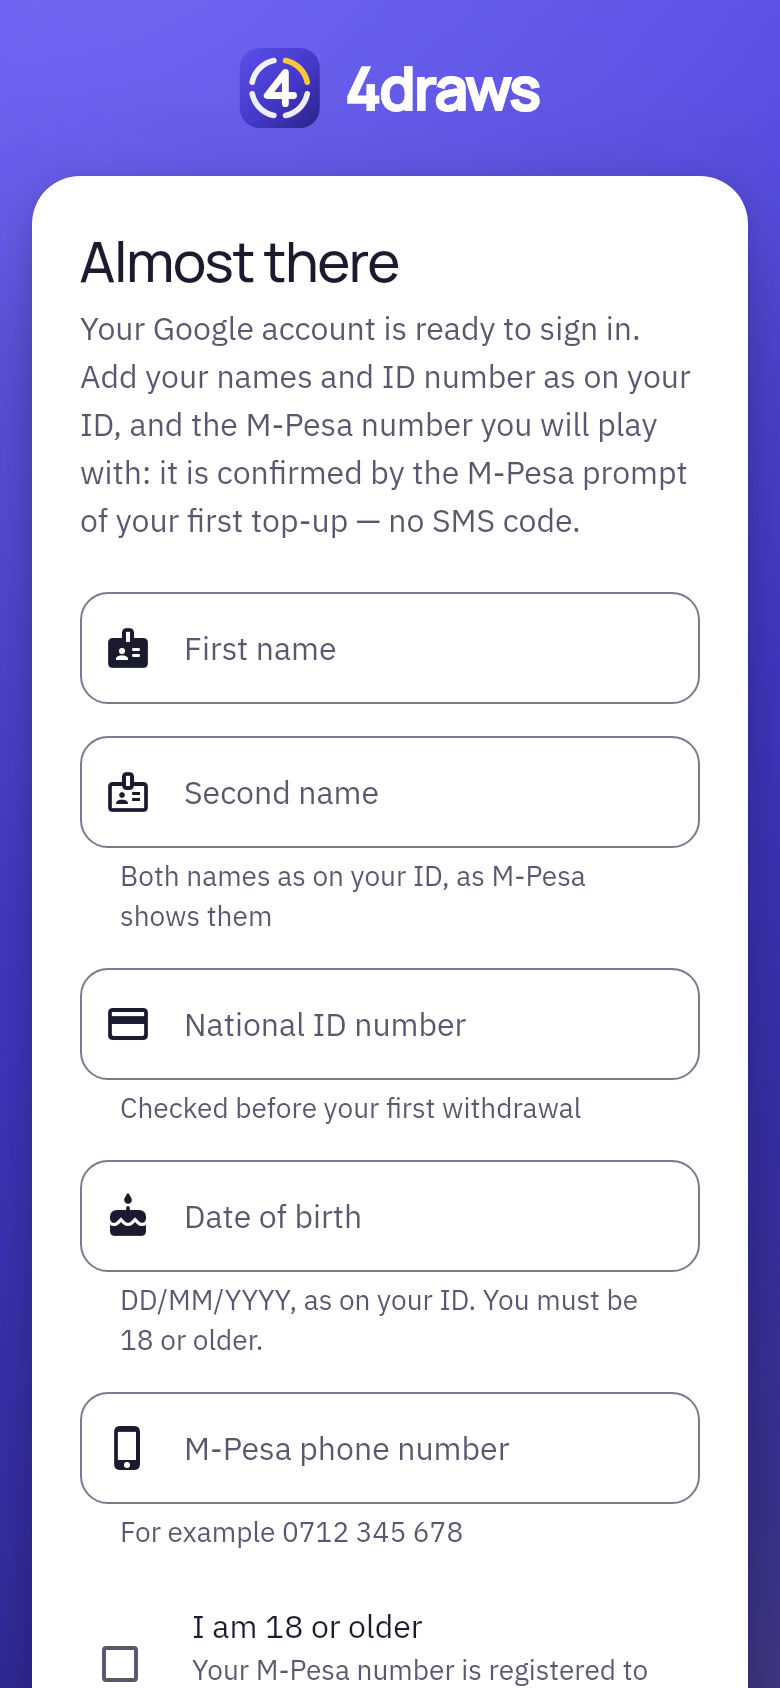 4 4draws
Almost there
Your Google account is ready to sign in.
Add your names and ID number as on your
ID, and the M-Pesa number you will play
with: it is confirmed by the M-Pesa prompt
of your first top-up — no SMS code.
First name
Second name
Both names as on your ID, as M-Pesa
shows them
National ID number
Checked before your first withdrawal
Date of birth
DD/MM/YYYY, as on your ID. You must be
18 or older.
M-Pesa phone number
For example 0712 345 678
I am 18 or older
Your M-Pesa number is registered to